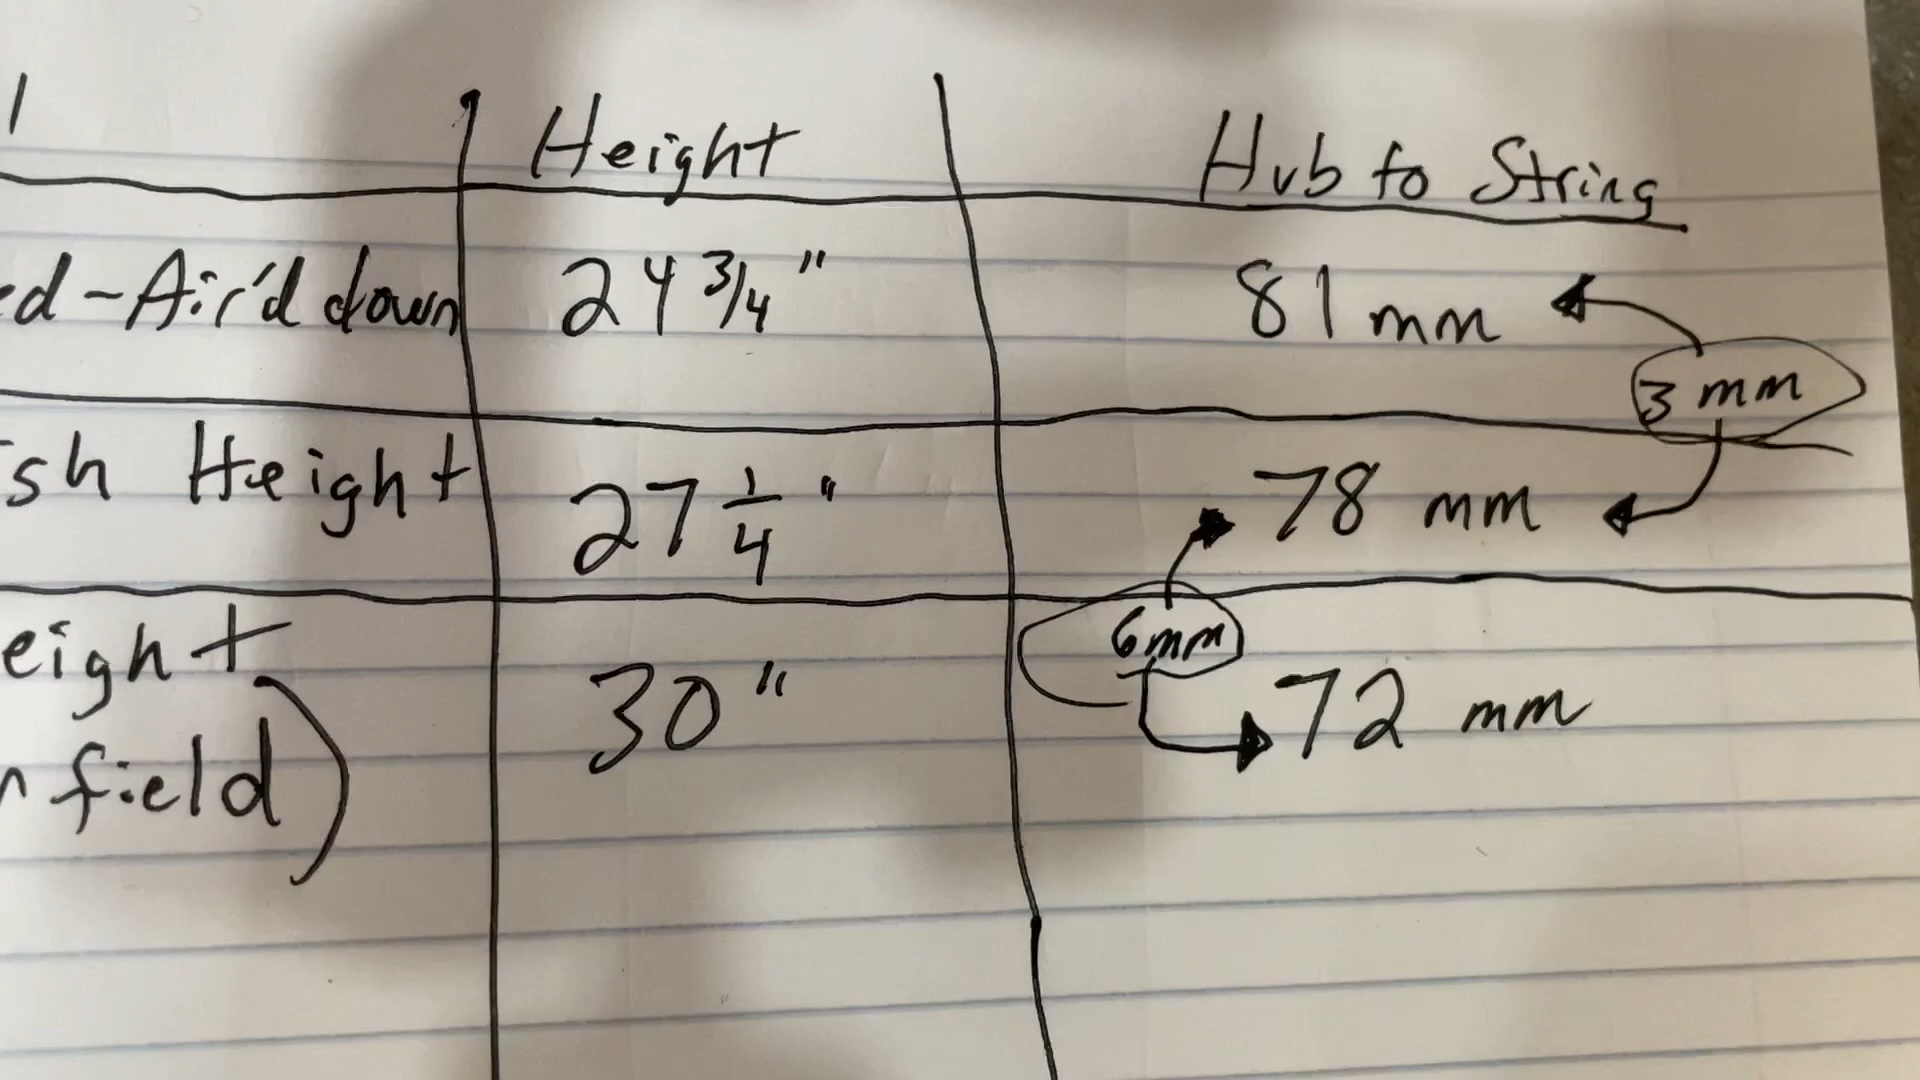 Height Hub to String
ed - Air'd down 24 3/4" 81 mm
3 mm
sh Height 27 1/4" 78 mm
6mm
eight 30" 72 mm
field)